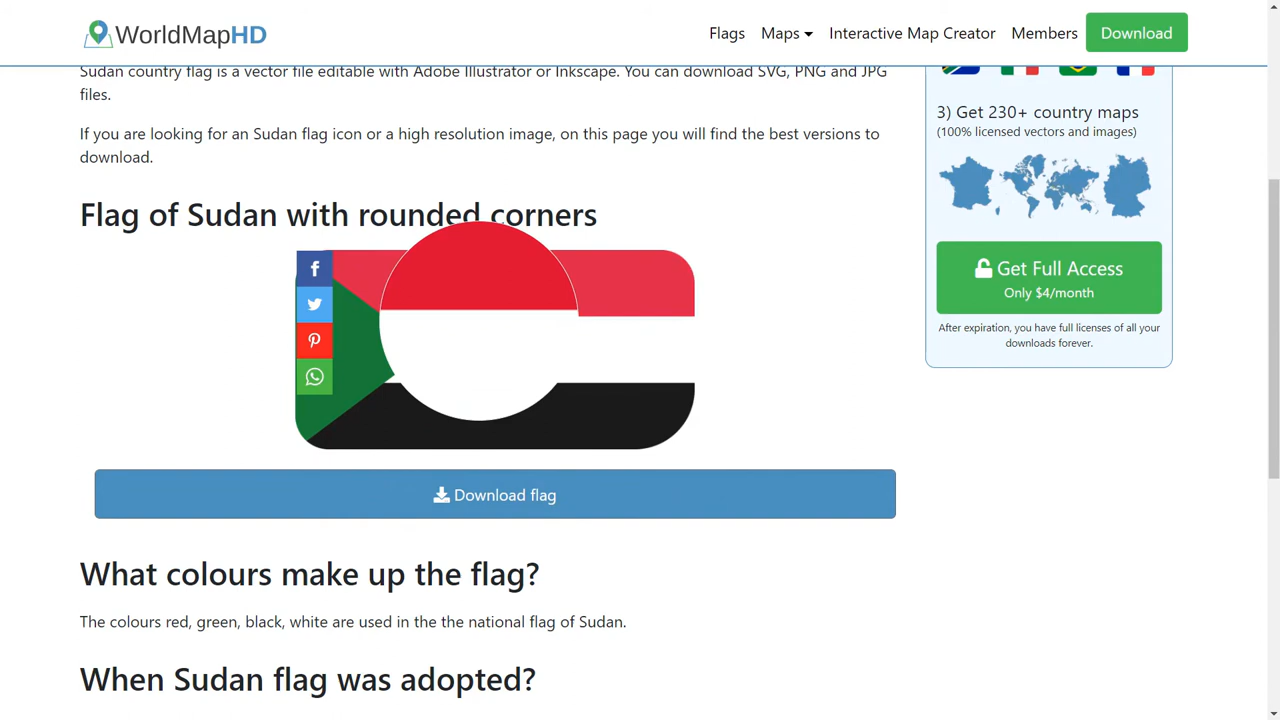 WorldMapHD
Flags
Maps
Interactive Map Creator
Members
Download
Sudan country flag is a vector file editable with Adobe Illustrator or Inkscape. You can download SVG, PNG and JPG
files.
If you are looking for an Sudan flag icon or a high resolution image, on this page you will find the best versions to
download.
Flag of Sudan with rounded corners
Download flag
What colours make up the flag?
The colours red, green, black, white are used in the the national flag of Sudan.
When Sudan flag was adopted?
3) Get 230+ country maps
(100% licensed vectors and images)
Get Full Access
Only $4/month
After expiration, you have full licenses of all your
downloads forever.